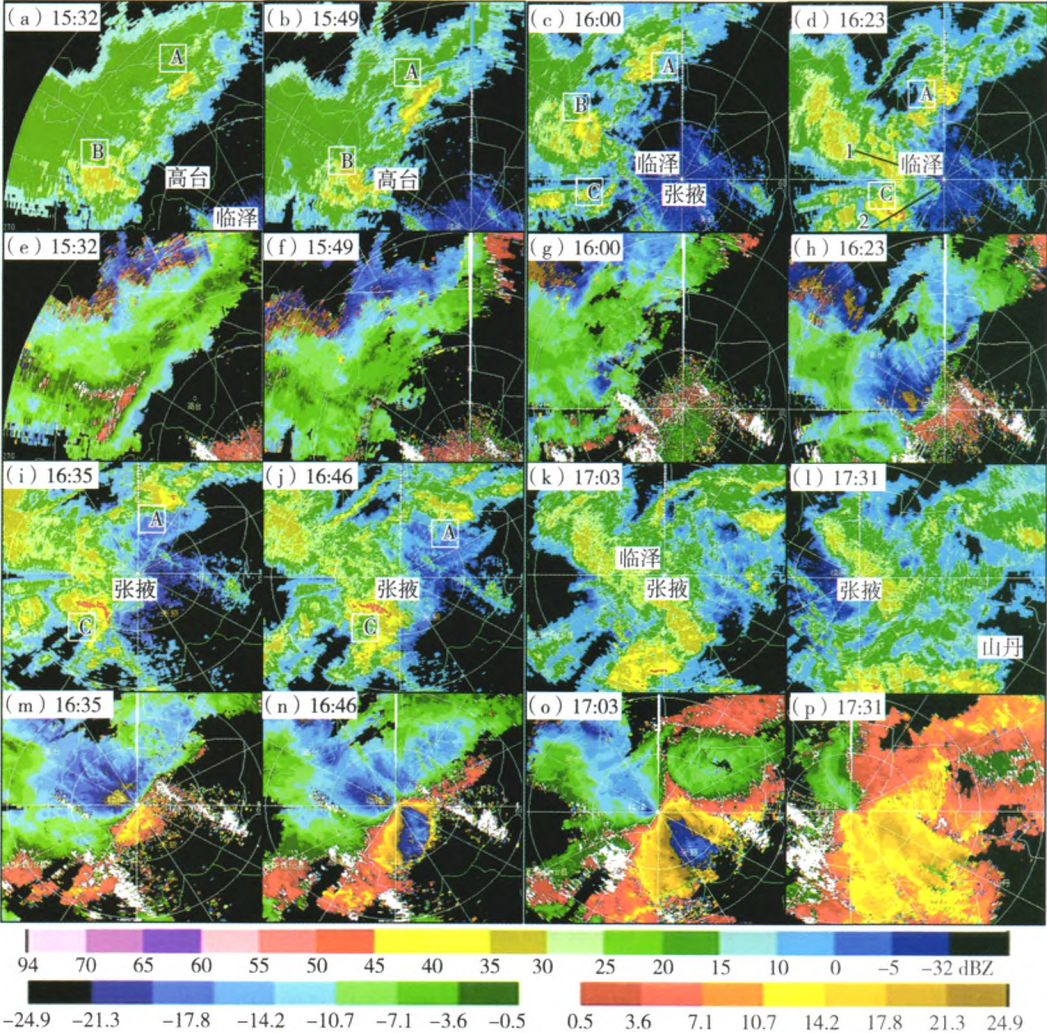 (a) 15:32
A
B
高台
临泽
(b) 15:49
A
B
高台
(c) 16:00
A
B
C
临泽
张掖
(d) 16:23
A
1
临泽
C
2
(e) 15:32
(f) 15:49
(g) 16:00
(h) 16:23
(i) 16:35
A
张掖
C
(j) 16:46
A
张掖
C
(k) 17:03
临泽
张掖
(l) 17:31
张掖
山丹
(m) 16:35
(n) 16:46
(o) 17:03
(p) 17:31
94 70 65 60 55 50 45 40 35 30 25 20 15 10 0 -5 -32 dBZ
-24.9 -21.3 -17.8 -14.2 -10.7 -7.1 -3.6 -0.5 0.5 3.6 7.1 10.7 14.2 17.8 21.3 24.9